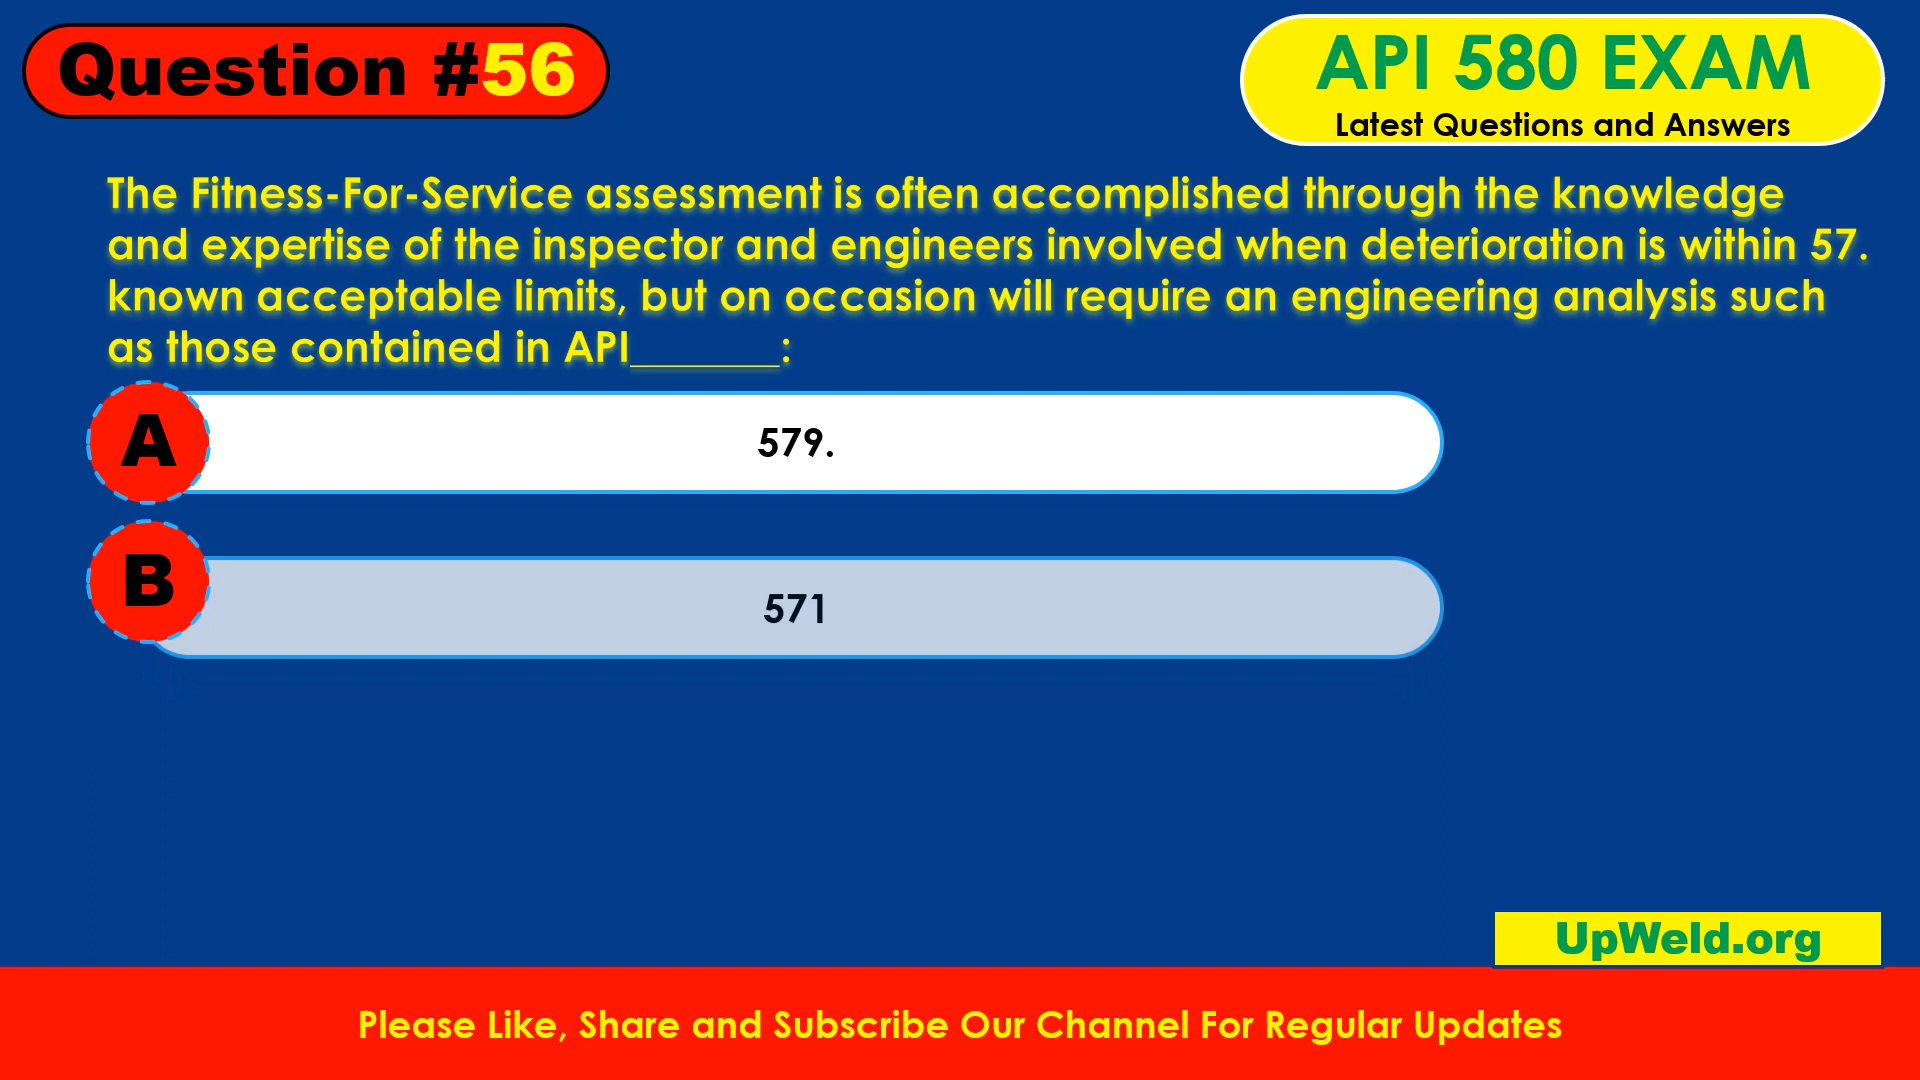 Question #56
API 580 EXAM
Latest Questions and Answers
The Fitness-For-Service assessment is often accomplished through the knowledge
and expertise of the inspector and engineers involved when deterioration is within 57.
known acceptable limits, but on occasion will require an engineering analysis such
as those contained in API_______:
A
579.
B
571
UpWeld.org
Please Like, Share and Subscribe Our Channel For Regular Updates